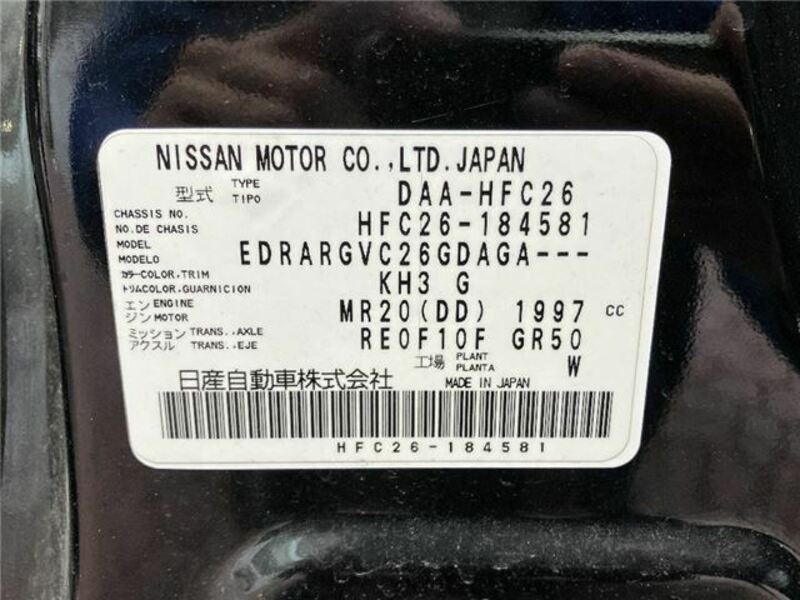 NISSAN MOTOR CO.,LTD.JAPAN
型式 TYPE TIPO DAA-HFC26
CHASSIS NO. NO.DE CHASIS HFC26-184581
MODEL MODELO EDRARGVC26GDAGA---
カラーCOLOR,TRIM トリムCOLOR,GUARNICION KH3 G
エンジン ENGINE MOTOR MR20(DD) 1997 CC
ミッション TRANS.,AXLE アクスル TRANS.,EJE RE0F10F GR50
工場 PLANT PLANTA W
日産自動車株式会社 MADE IN JAPAN
HFC26-184581